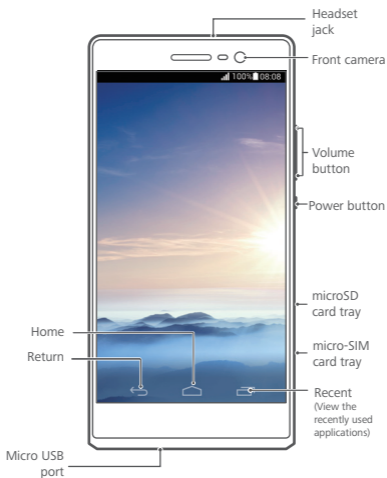 Headset
jack
Front camera
100% 08:08
Volume
button
Power button
microSD
card tray
Home
micro-SIM
card tray
Return
Recent
(View the
recently used
applications)
Micro USB
port